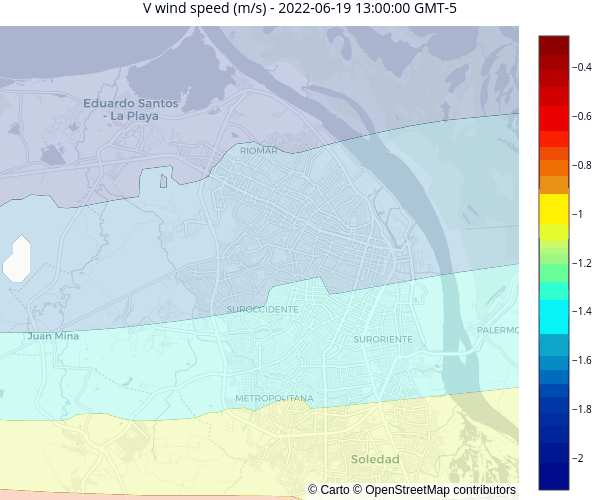 V wind speed (m/s) - 2022-06-19 13:00:00 GMT-5
Eduardo Santos
- La Playa
RIOMAR
SUROCCIDENTE
Juan Mina
SURORIENTE
PALERMO
METROPOLITANA
Soledad
© Carto © OpenStreetMap contributors
−0.4
−0.6
−0.8
−1
−1.2
−1.4
−1.6
−1.8
−2